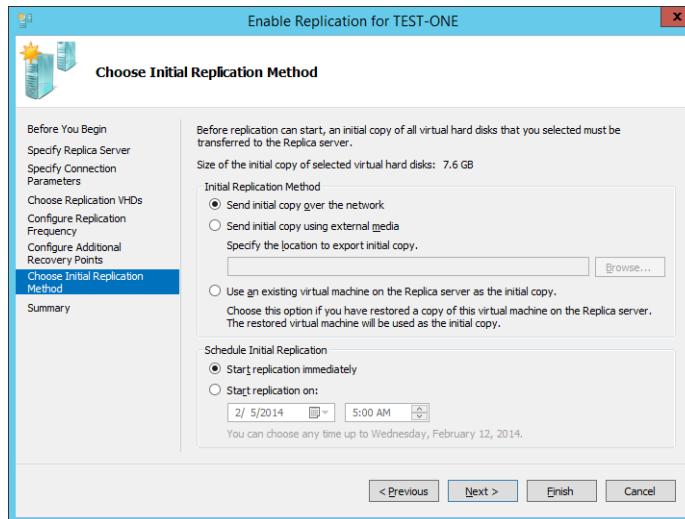 Enable Replication for TEST-ONE
x
Choose Initial Replication Method
Before You Begin
Specify Replica Server
Specify Connection
Parameters
Choose Replication VHDs
Configure Replication
Frequency
Configure Additional
Recovery Points
Choose Initial Replication
Method
Summary
Before replication can start, an initial copy of all virtual hard disks that you selected must be
transferred to the Replica server.
Size of the initial copy of selected virtual hard disks: 7.6 GB
Initial Replication Method
Send initial copy over the network
Send initial copy using external media
Specify the location to export initial copy.
Browse...
Use an existing virtual machine on the Replica server as the initial copy.
Choose this option if you have restored a copy of this virtual machine on the Replica server.
The restored virtual machine will be used as the initial copy.
Schedule Initial Replication
Start replication immediately
Start replication on:
2/ 5/2014
5:00 AM
You can choose any time up to Wednesday, February 12, 2014.
< Previous
Next >
Finish
Cancel